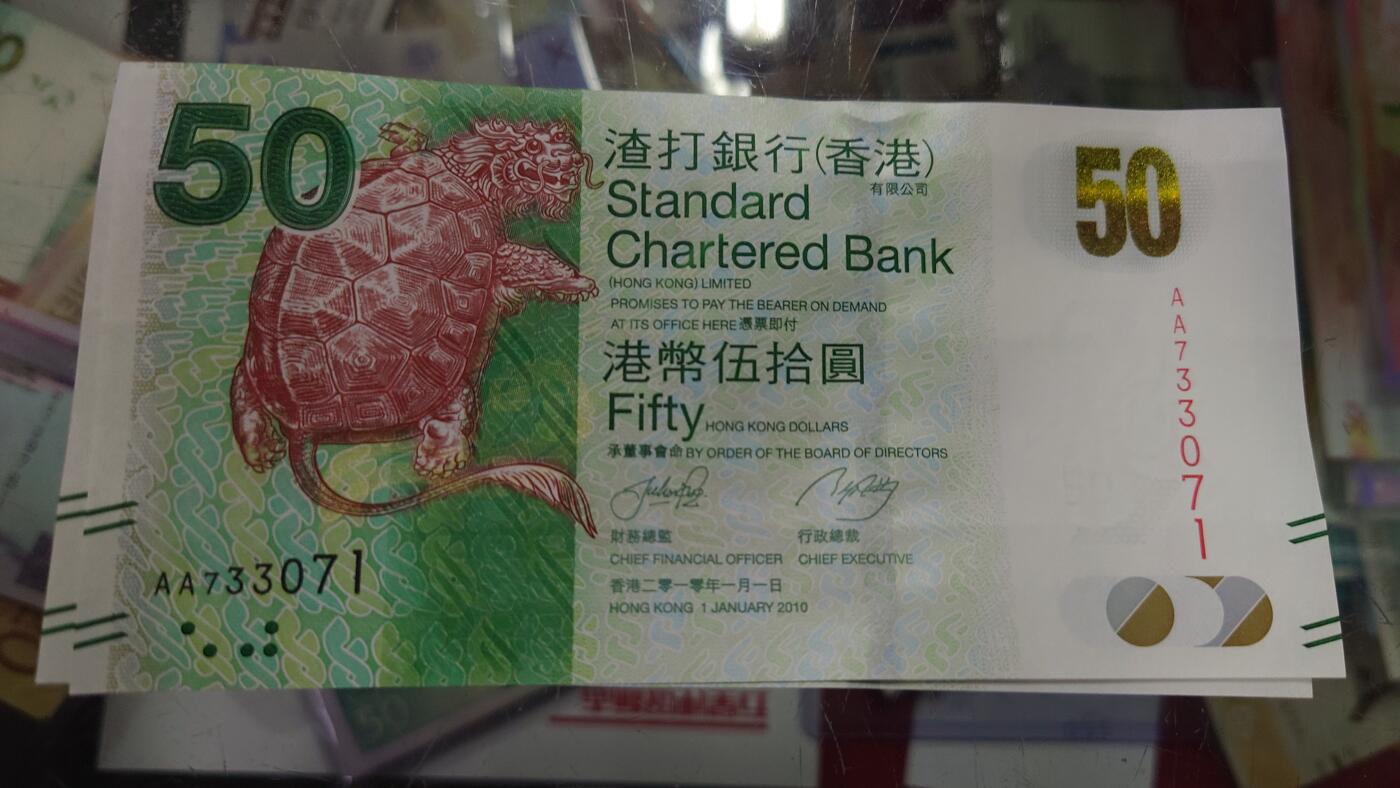 50
渣打銀行(香港)
有限公司
Standard
Chartered Bank
(HONG KONG) LIMITED
PROMISES TO PAY THE BEARER ON DEMAND
AT ITS OFFICE HERE 憑票即付
港幣伍拾圓
Fifty HONG KONG DOLLARS
承董事會命 BY ORDER OF THE BOARD OF DIRECTORS
財務總監 行政總裁
CHIEF FINANCIAL OFFICER CHIEF EXECUTIVE
香港二零一零年一月一日
HONG KONG 1 JANUARY 2010
AA733071
50
AA733071
50